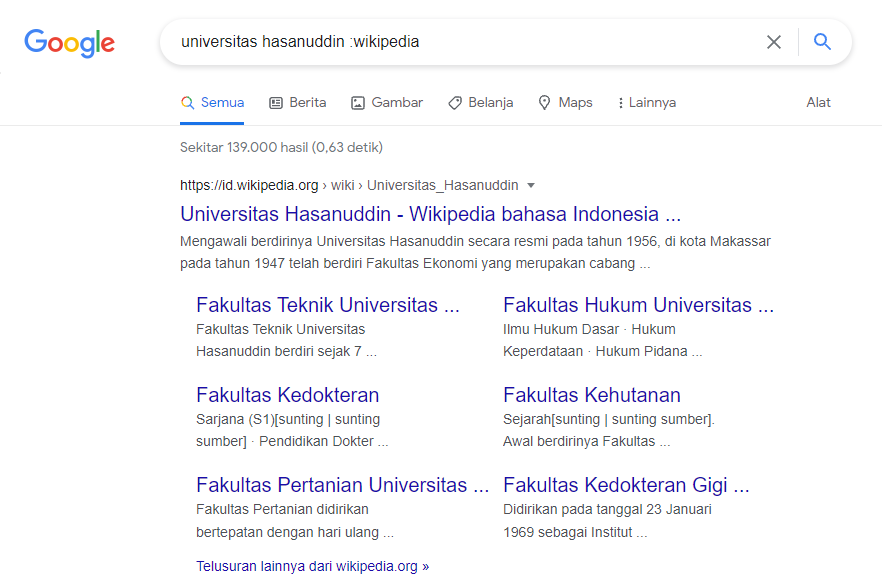 Google
universitas hasanuddin :wikipedia
Semua Berita Gambar Belanja Maps Lainnya Alat
Sekitar 139.000 hasil (0,63 detik)
https://id.wikipedia.org › wiki › Universitas_Hasanuddin
Universitas Hasanuddin - Wikipedia bahasa Indonesia ...
Mengawali berdirinya Universitas Hasanuddin secara resmi pada tahun 1956, di kota Makassar
pada tahun 1947 telah berdiri Fakultas Ekonomi yang merupakan cabang ...
Fakultas Teknik Universitas ...
Fakultas Teknik Universitas
Hasanuddin berdiri sejak 7 ...
Fakultas Hukum Universitas ...
Ilmu Hukum Dasar · Hukum
Keperdataan · Hukum Pidana ...
Fakultas Kedokteran
Sarjana (S1)[sunting | sunting
sumber] · Pendidikan Dokter ...
Fakultas Kehutanan
Sejarah[sunting | sunting sumber].
Awal berdirinya Fakultas ...
Fakultas Pertanian Universitas ...
Fakultas Pertanian didirikan
bertepatan dengan hari ulang ...
Fakultas Kedokteran Gigi ...
Didirikan pada tanggal 23 Januari
1969 sebagai Institut ...
Telusuran lainnya dari wikipedia.org »